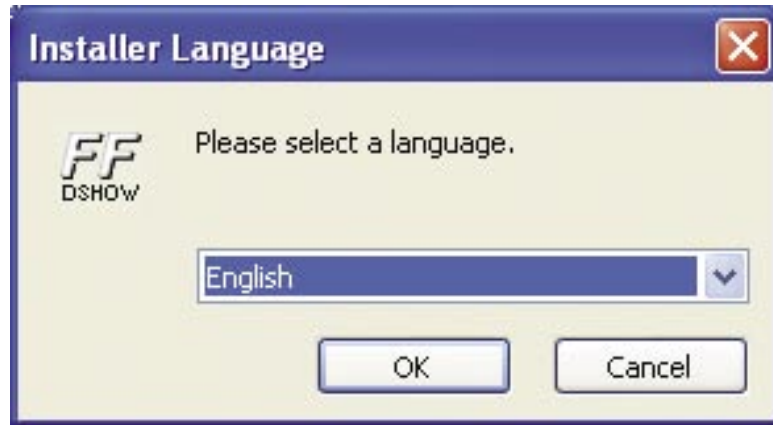 Installer Language
FF
DSHOW
Please select a language.
English
OK
Cancel